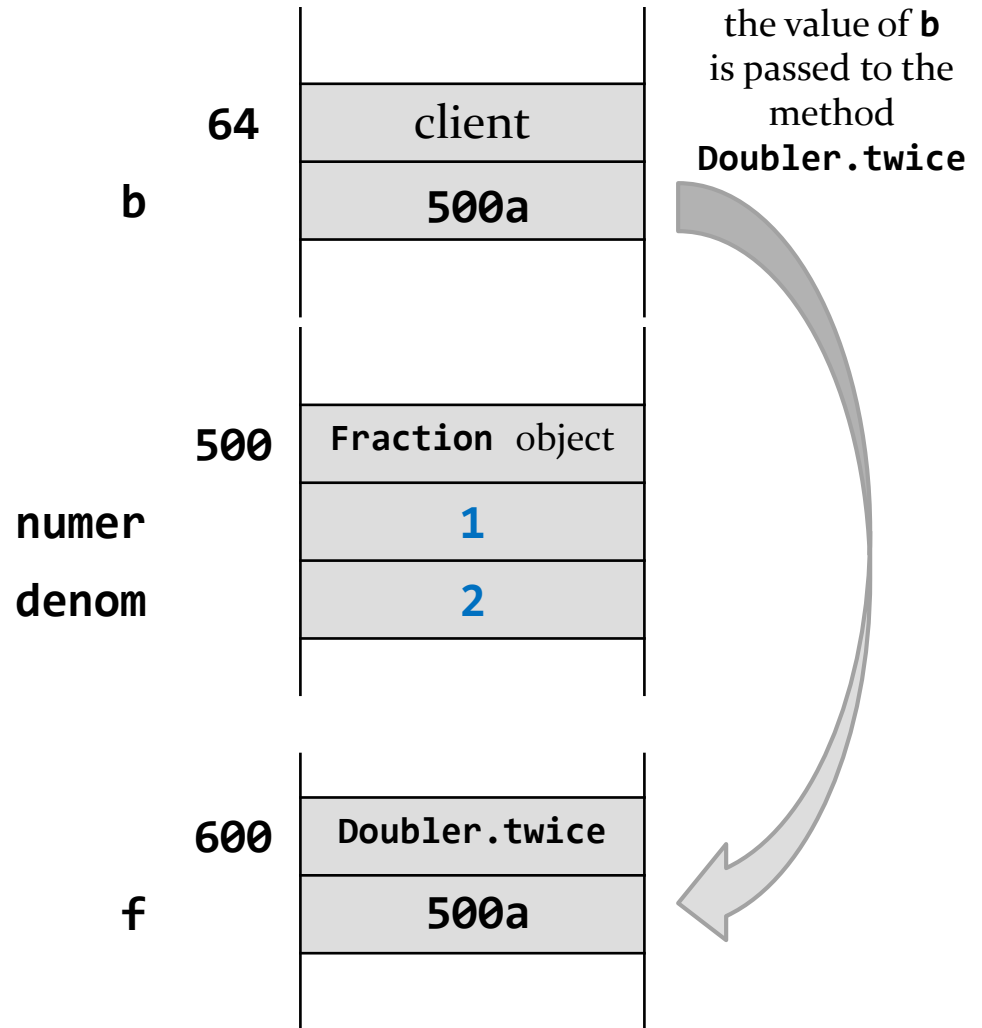 the value of b
is passed to the
method
Doubler.twice
64 client
b 500a
500 Fraction object
numer 1
denom 2
600 Doubler.twice
f 500a